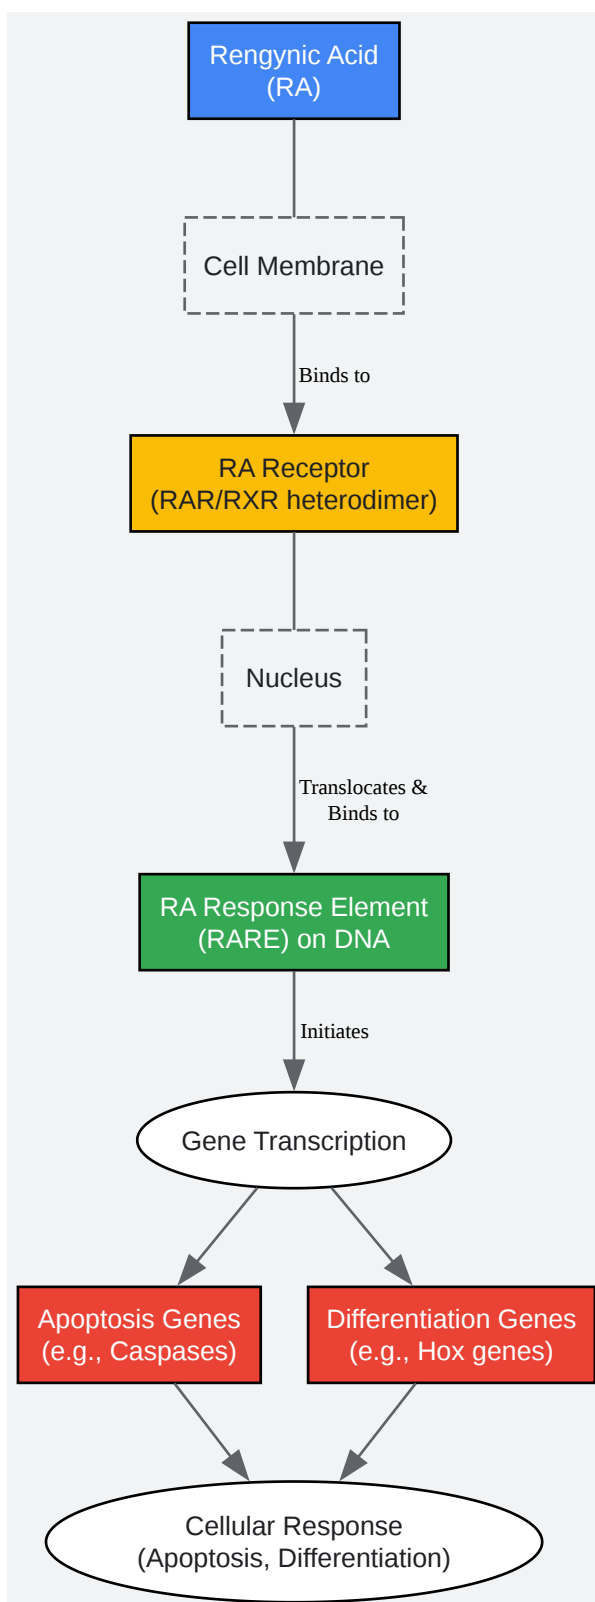 Rengynic Acid
(RA)
Cell Membrane
Binds to
RA Receptor
(RAR/RXR heterodimer)
Nucleus
Translocates &
Binds to
RA Response Element
(RARE) on DNA
Initiates
Gene Transcription
Apoptosis Genes
(e.g., Caspases)
Differentiation Genes
(e.g., Hox genes)
Cellular Response
(Apoptosis, Differentiation)